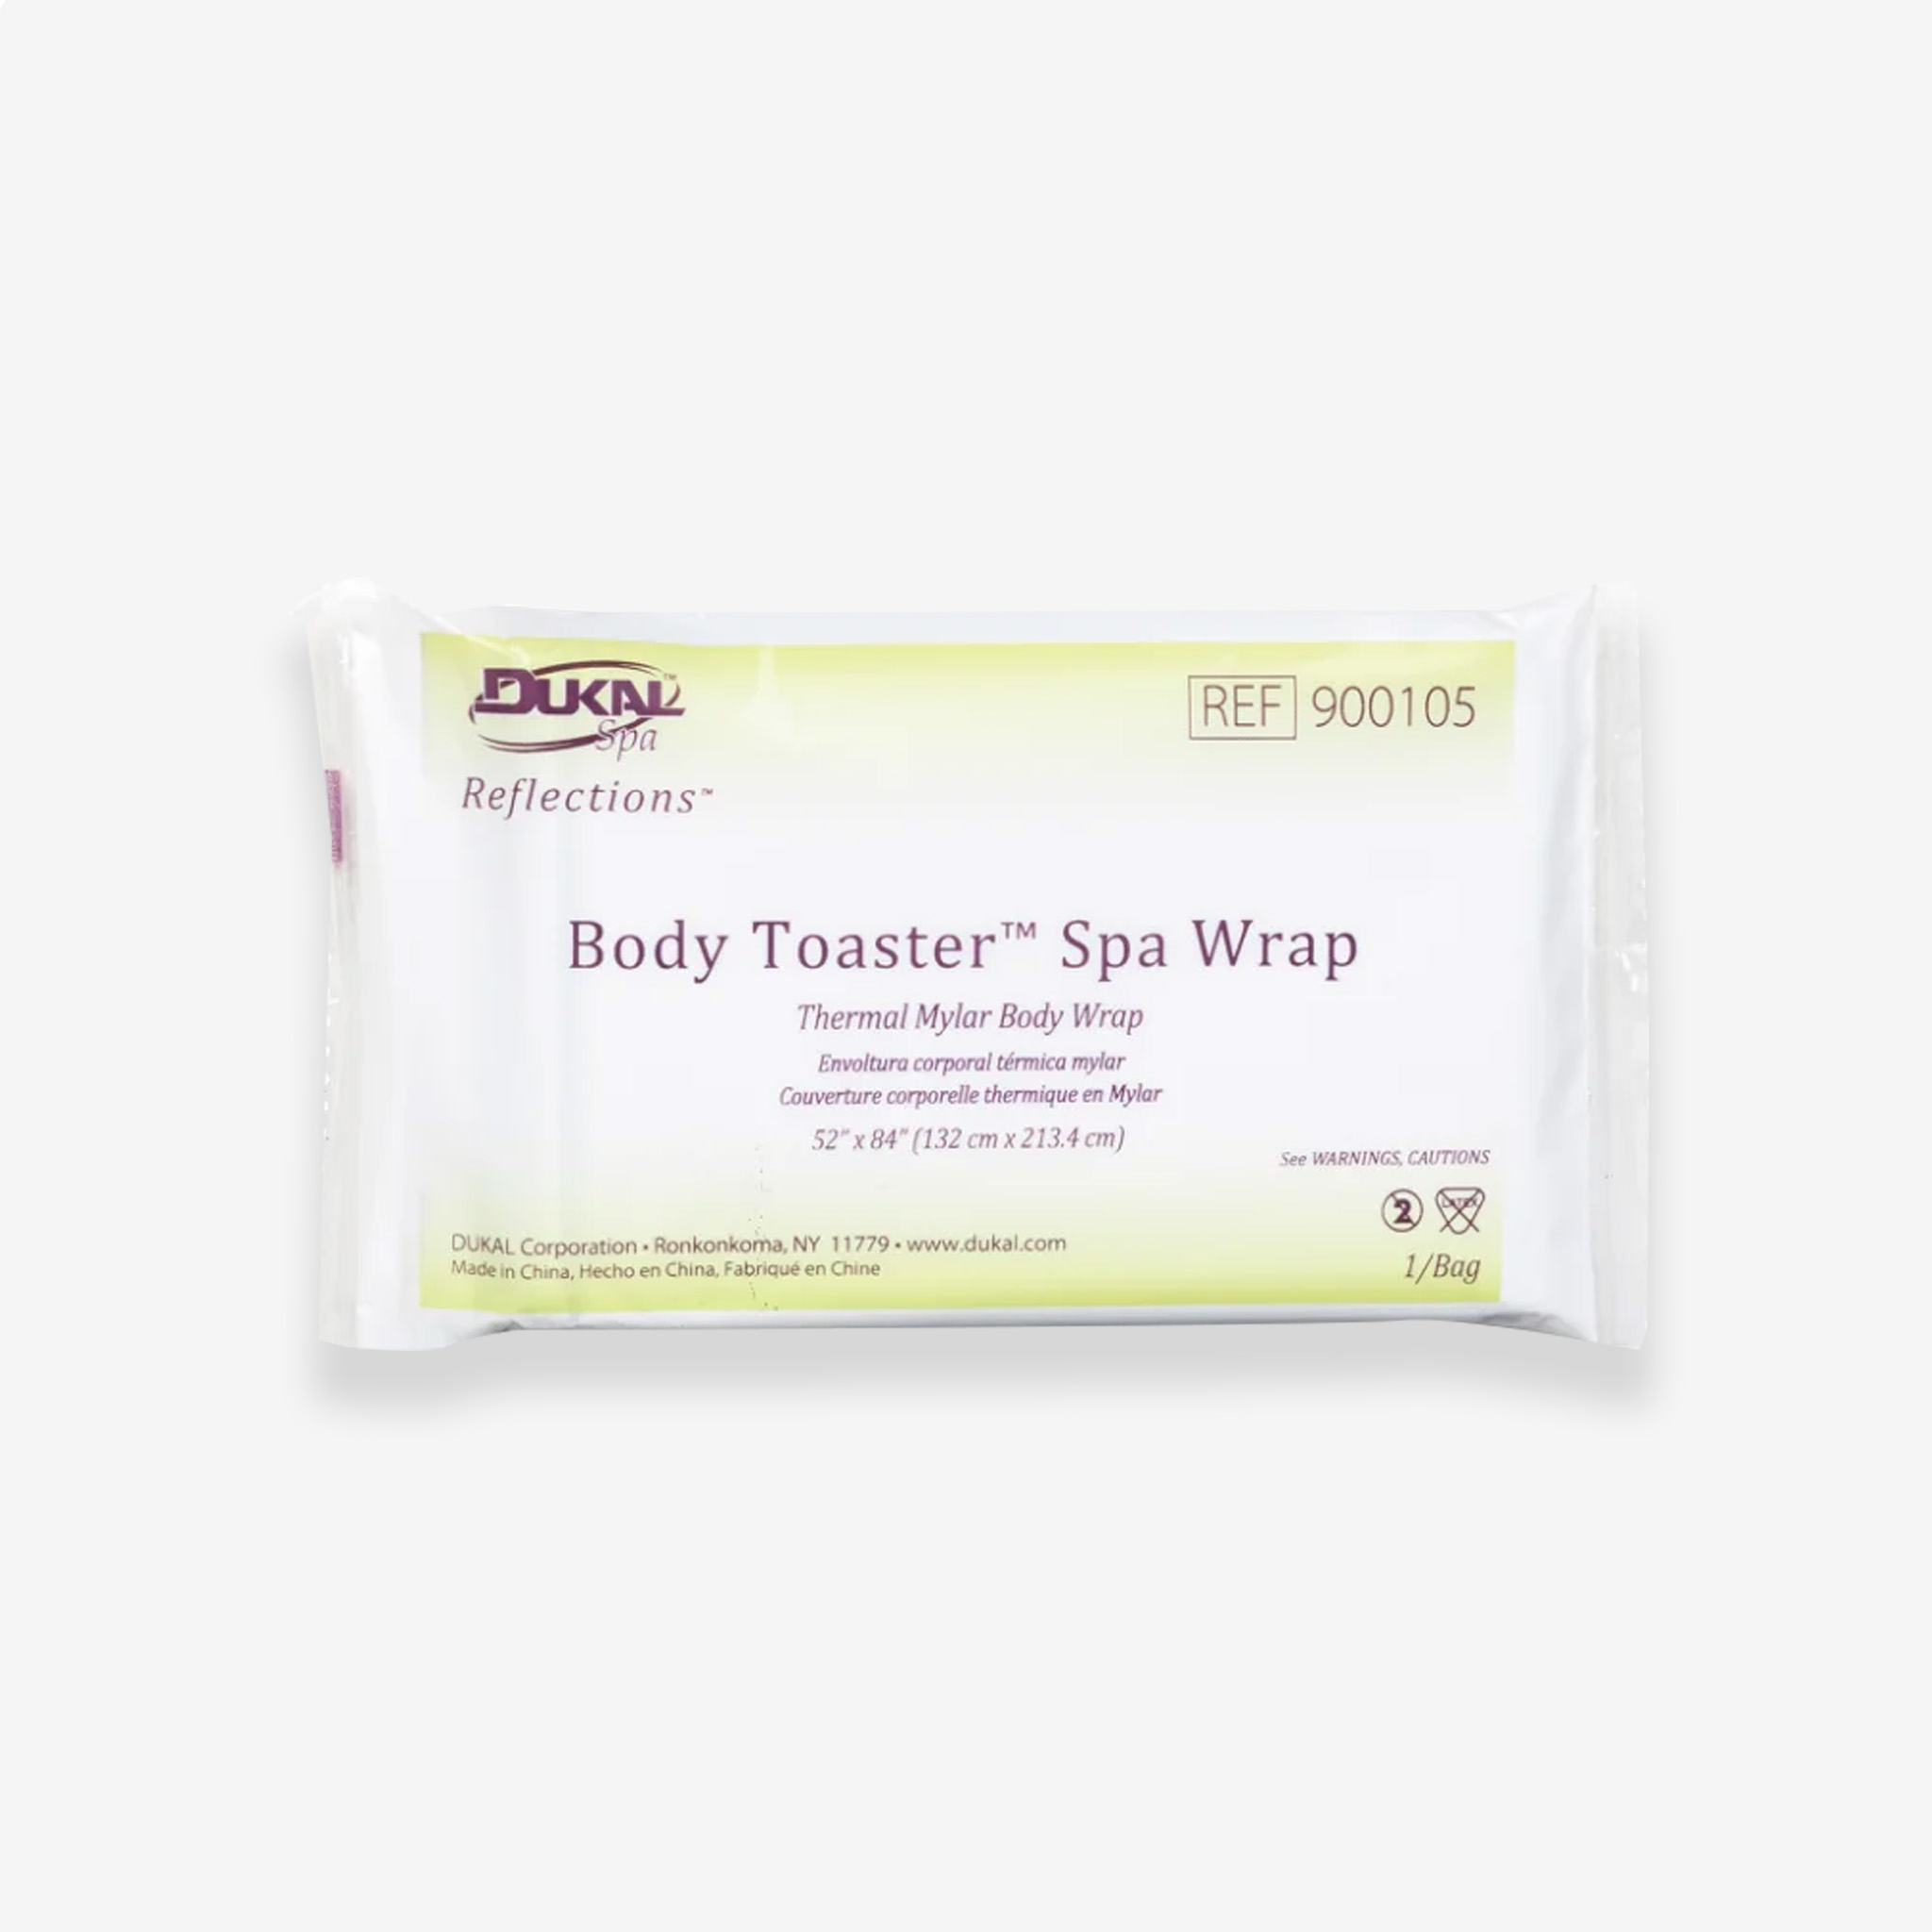 DUKAL™
Spa
Reflections™
REF 900105
Body Toaster™ Spa Wrap
Thermal Mylar Body Wrap
Envoltura corporal térmica mylar
Couverture corporelle thermique en Mylar
52" x 84" (132 cm x 213.4 cm)
See WARNINGS, CAUTIONS
2 LATEX
1/Bag
DUKAL Corporation • Ronkonkoma, NY 11779 • www.dukal.com
Made in China, Hecho en China, Fabriqué en Chine